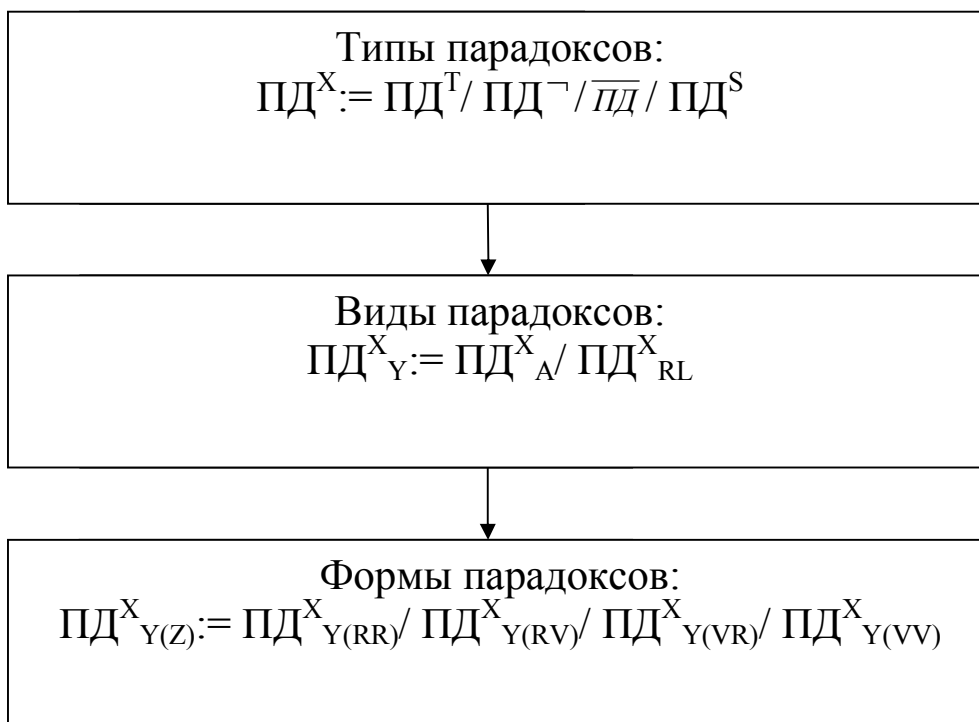 Типы парадоксов:
ПД^X:= ПД^T/ ПД^¬ / \overline{ПД} / ПД^S
Виды парадоксов:
ПД^X_Y:= ПД^X_A/ ПД^X_RL
Формы парадоксов:
ПД^X_Y(Z):= ПД^X_Y(RR)/ ПД^X_Y(RV)/ ПД^X_Y(VR)/ ПД^X_Y(VV)